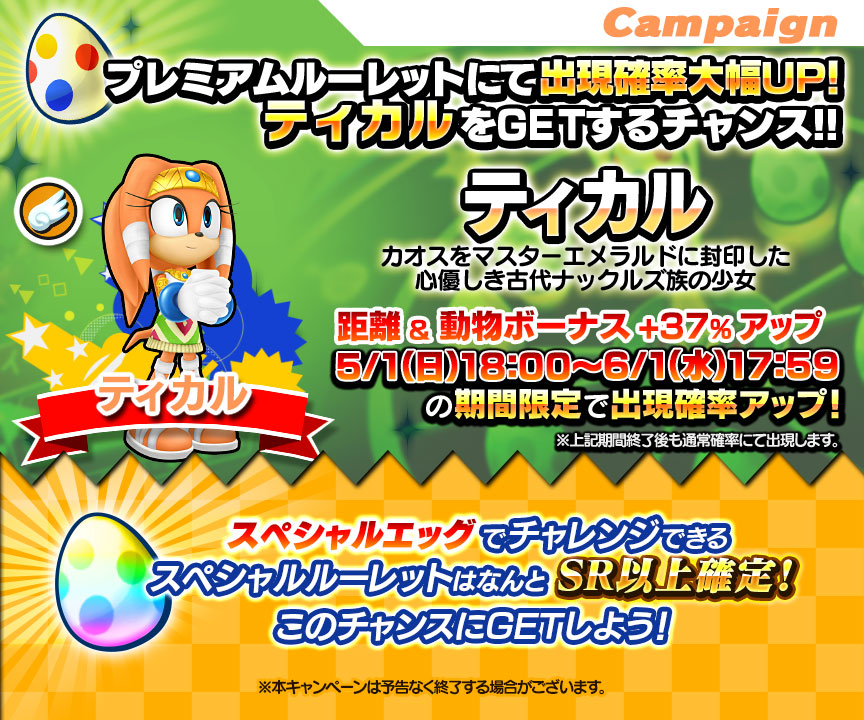 Campaign
プレミアムルーレットにて出現確率大幅UP!
ティカルをGETするチャンス!!
ティカル
カオスをマスターエメラルドに封印した
心優しき古代ナックルズ族の少女
距離 & 動物ボーナス +37% アップ
5/1(日)18:00~6/1(水)17:59
の期間限定で出現確率アップ!
※上記期間終了後も通常確率にて出現します。
ティカル
スペシャルエッグでチャレンジできる
スペシャルルーレットはなんとSR以上確定!
このチャンスにGETしよう!
※本キャンペーンは予告なく終了する場合がございます。